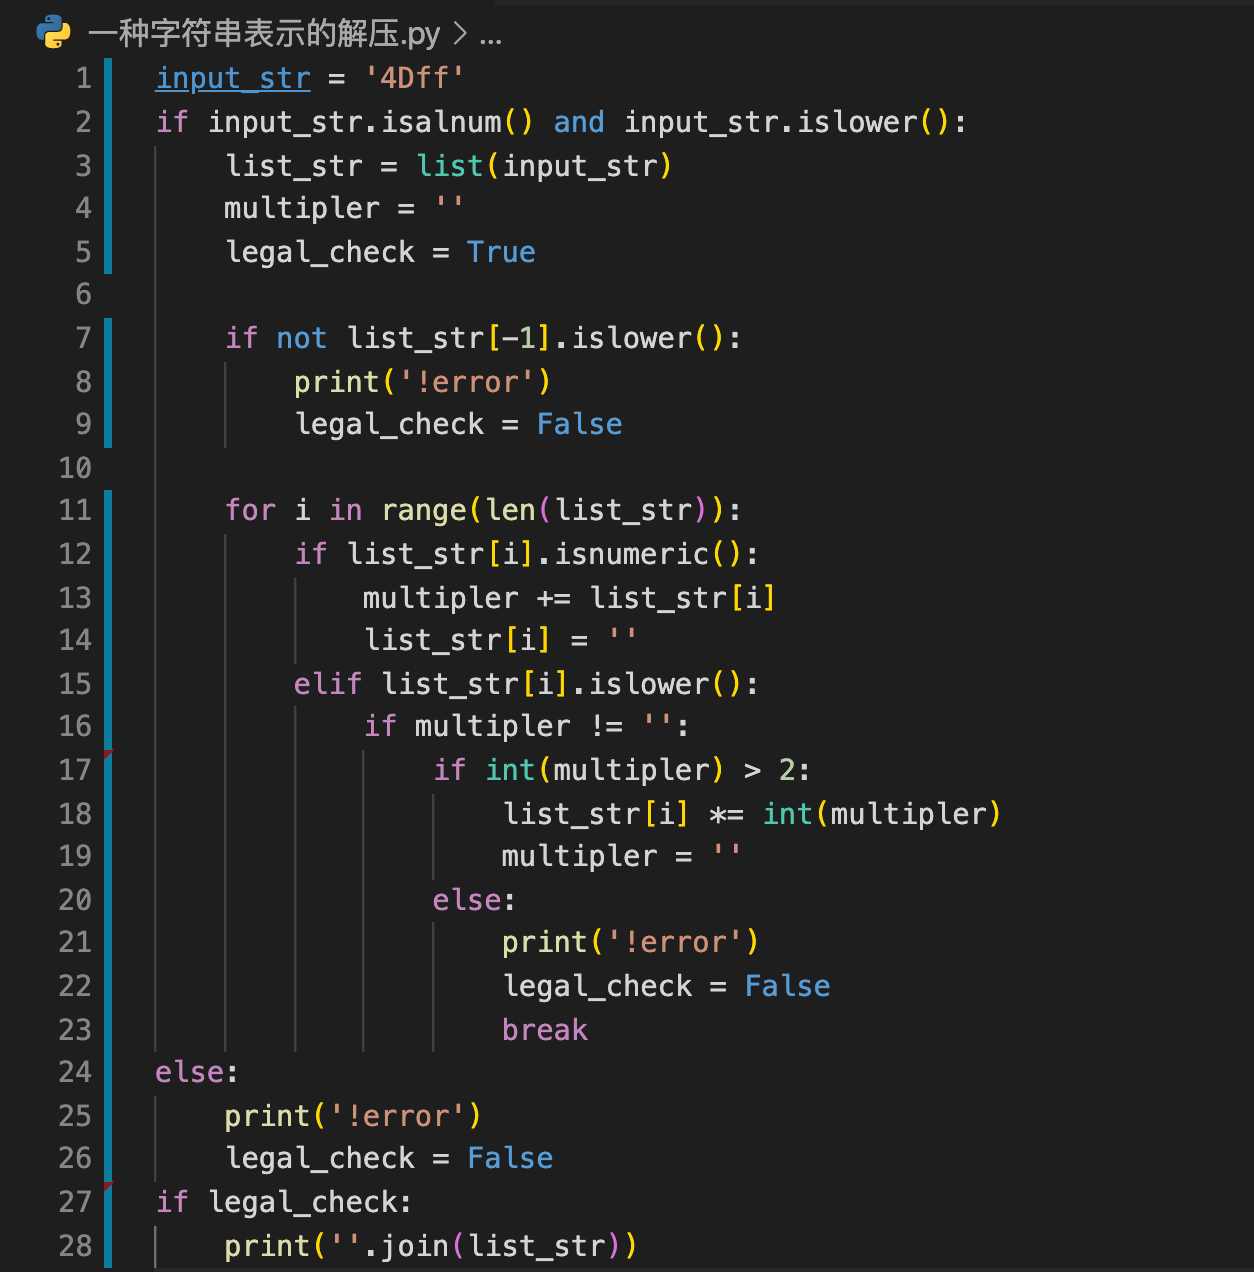 一种字符串表示的解压.py > ...
1 input_str = '4Dff'
2 if input_str.isalnum() and input_str.islower():
3     list_str = list(input_str)
4     multipler = ''
5     legal_check = True
6
7     if not list_str[-1].islower():
8         print('!error')
9         legal_check = False
10
11     for i in range(len(list_str)):
12         if list_str[i].isnumeric():
13             multipler += list_str[i]
14             list_str[i] = ''
15         elif list_str[i].islower():
16             if multipler != '':
17                 if int(multipler) > 2:
18                     list_str[i] *= int(multipler)
19                     multipler = ''
20                 else:
21                     print('!error')
22                     legal_check = False
23                     break
24 else:
25     print('!error')
26     legal_check = False
27 if legal_check:
28     print(''.join(list_str))